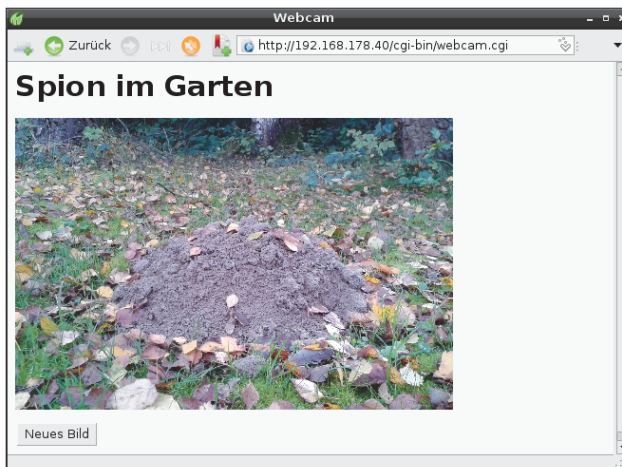 Webcam
Zurück http://192.168.178.40/cgi-bin/webcam.cgi
Spion im Garten
Neues Bild